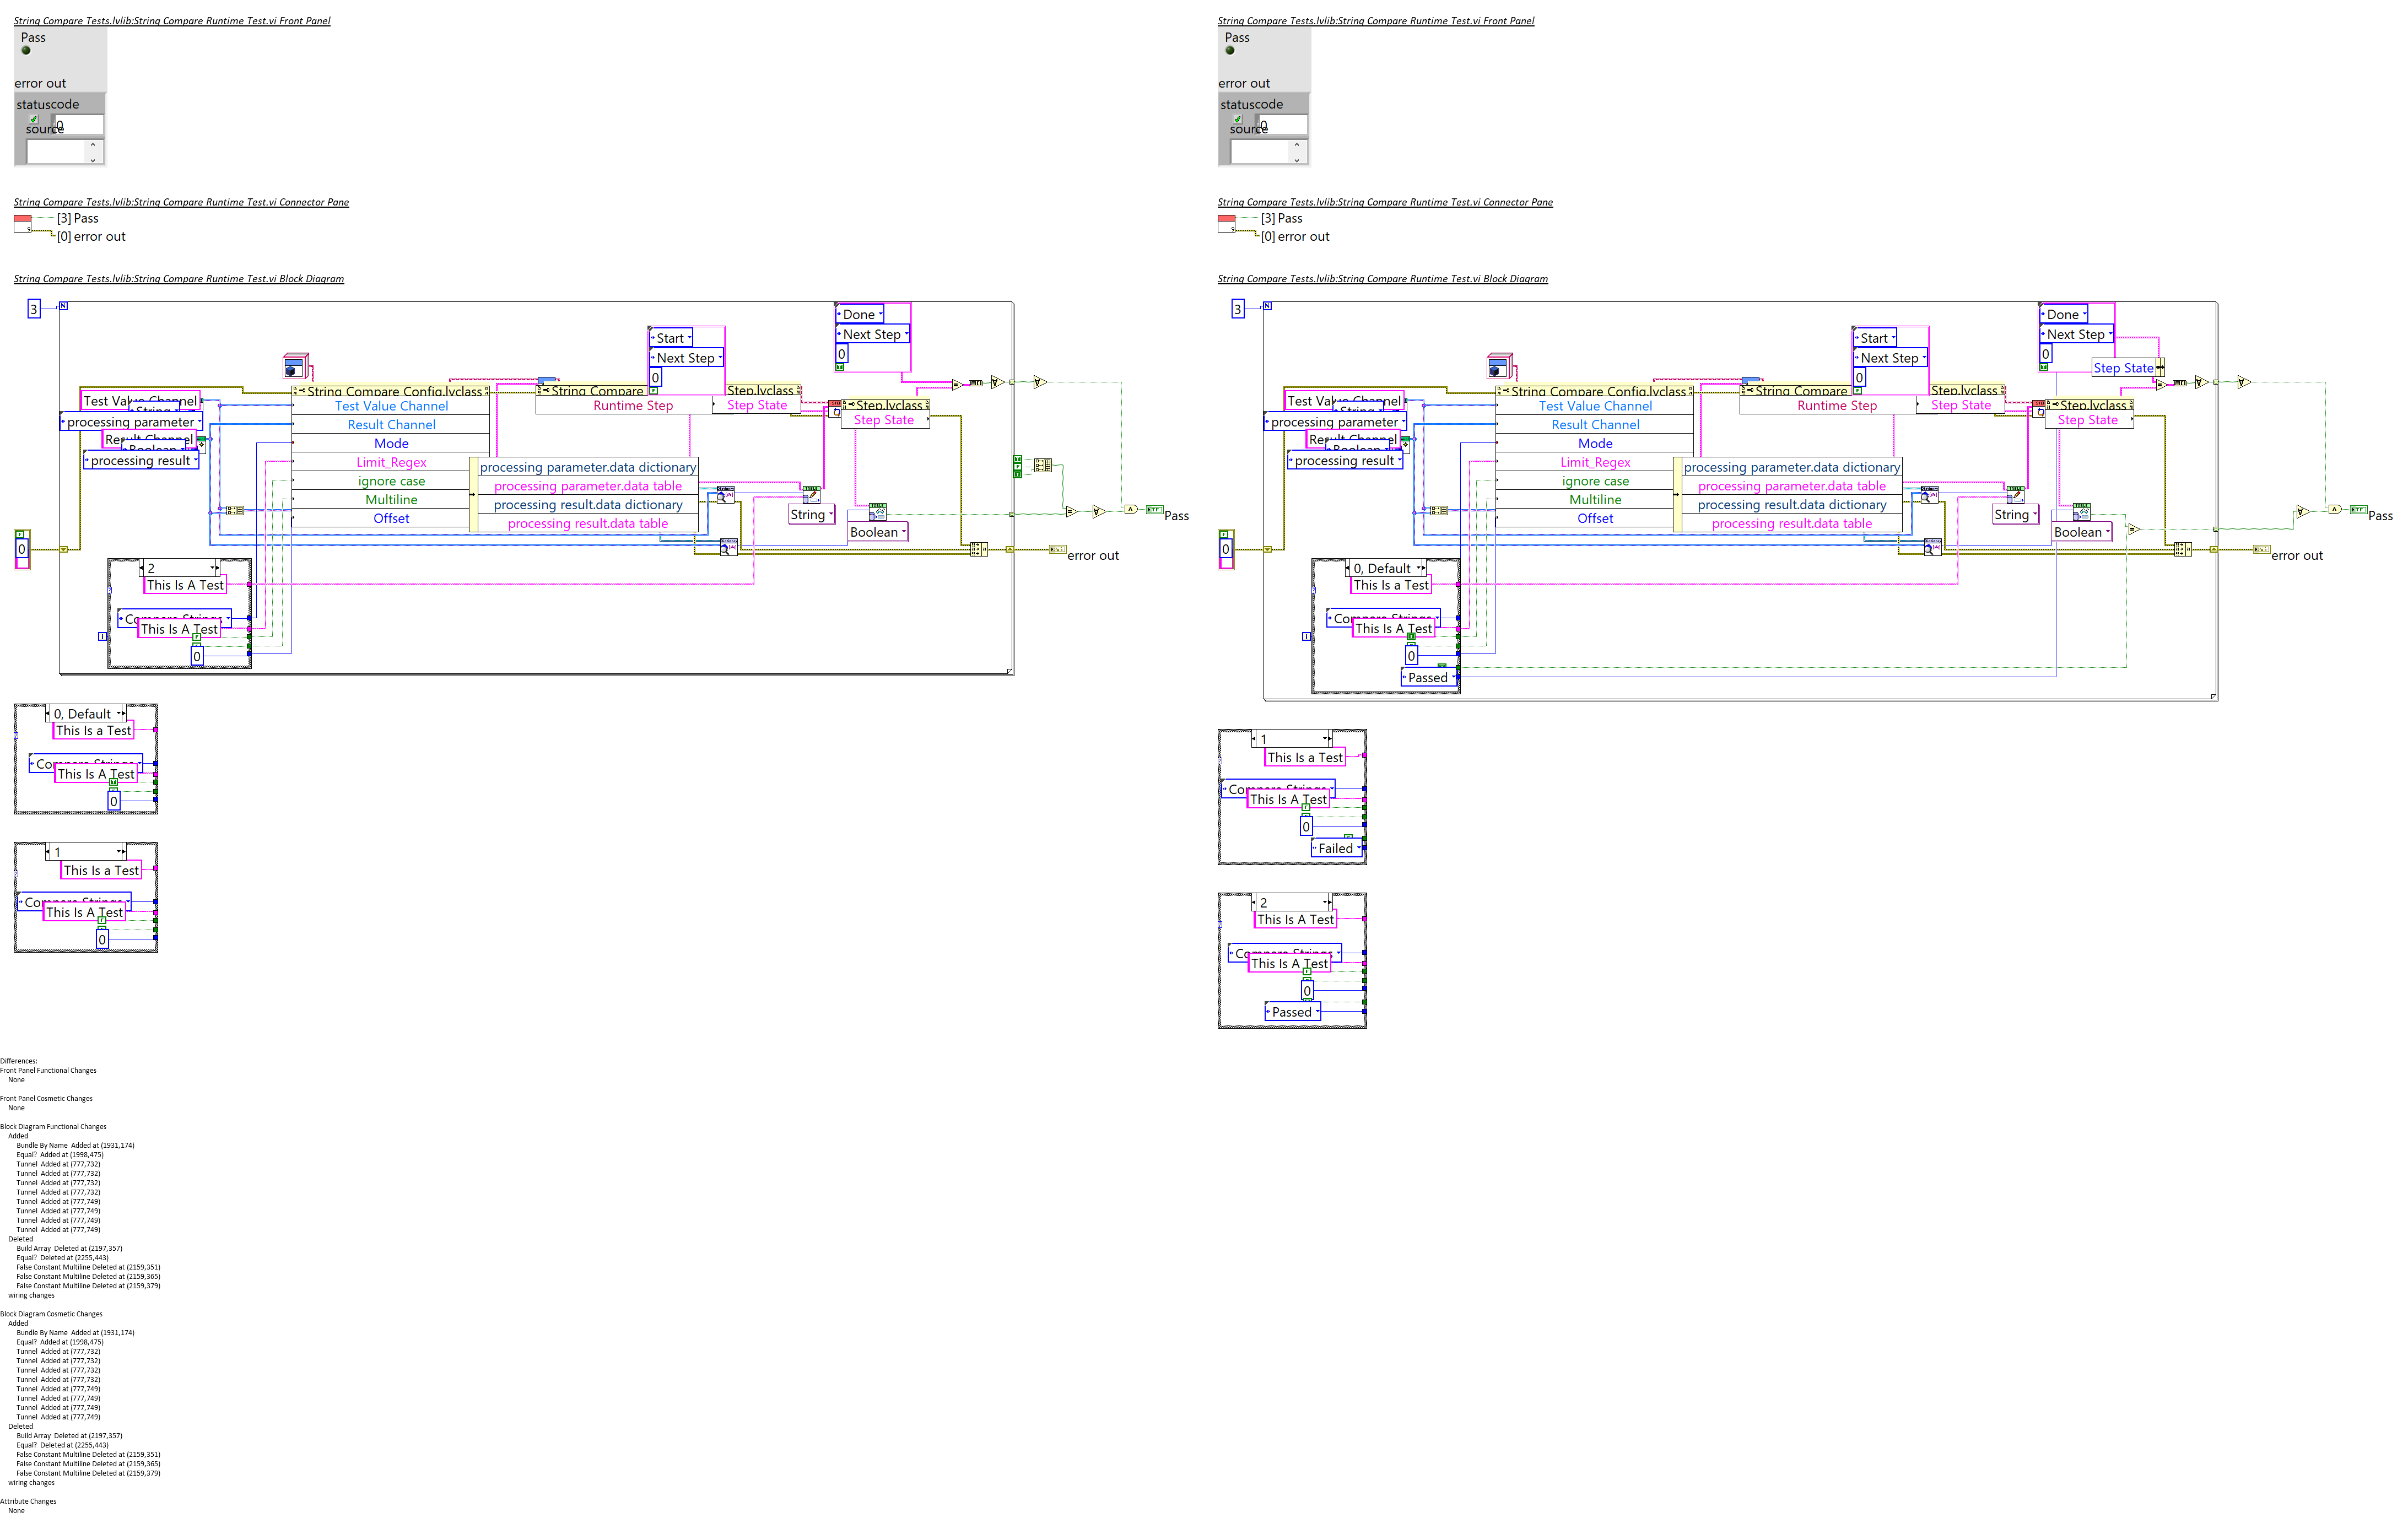 String Compare Tests.lvlib:String Compare Runtime Test.vi Front Panel
Pass
error out
status code
0
source
String Compare Tests.lvlib:String Compare Runtime Test.vi Connector Pane
[3] Pass
[0] error out
String Compare Tests.lvlib:String Compare Runtime Test.vi Block Diagram
3
N
Done
Next Step
0
Start
Next Step
0
Test Value Channel
String
processing parameter
Result Channel
Boolean
processing result
String Compare Config.lvclass
Test Value Channel
Result Channel
Mode
Limit_Regex
ignore case
Multiline
Offset
String Compare
Runtime Step
Step.lvclass
Step State
Step.lvclass
Step State
processing parameter.data dictionary
processing parameter.data table
processing result.data dictionary
processing result.data table
String
Boolean
Pass
error out
0
2
This Is A Test
Compare Strings
This Is A Test
0
i
0, Default
This Is a Test
Compare Strings
This Is A Test
0
1
This Is a Test
Compare Strings
This Is A Test
0
String Compare Tests.lvlib:String Compare Runtime Test.vi Front Panel
Pass
error out
status code
0
source
String Compare Tests.lvlib:String Compare Runtime Test.vi Connector Pane
[3] Pass
[0] error out
String Compare Tests.lvlib:String Compare Runtime Test.vi Block Diagram
3
N
Done
Next Step
0
Step State
Start
Next Step
0
Test Value Channel
String
processing parameter
Result Channel
Boolean
processing result
String Compare Config.lvclass
Test Value Channel
Result Channel
Mode
Limit_Regex
ignore case
Multiline
Offset
String Compare
Runtime Step
Step.lvclass
Step State
Step.lvclass
Step State
processing parameter.data dictionary
processing parameter.data table
processing result.data dictionary
processing result.data table
String
Boolean
Pass
error out
0
0, Default
This Is a Test
Compare Strings
This Is A Test
0
Passed
i
1
This Is a Test
Compare Strings
This Is A Test
0
Failed
2
This Is A Test
Compare Strings
This Is A Test
0
Passed
Differences:
Front Panel Functional Changes
None
Front Panel Cosmetic Changes
None
Block Diagram Functional Changes
Added
Bundle By Name Added at (1931,174)
Equal? Added at (1998,475)
Tunnel Added at (777,732)
Tunnel Added at (777,732)
Tunnel Added at (777,732)
Tunnel Added at (777,732)
Tunnel Added at (777,749)
Tunnel Added at (777,749)
Tunnel Added at (777,749)
Tunnel Added at (777,749)
Deleted
Build Array Deleted at (2197,357)
Equal? Deleted at (2255,443)
False Constant Multiline Deleted at (2159,351)
False Constant Multiline Deleted at (2159,365)
False Constant Multiline Deleted at (2159,379)
wiring changes
Block Diagram Cosmetic Changes
Added
Bundle By Name Added at (1931,174)
Equal? Added at (1998,475)
Tunnel Added at (777,732)
Tunnel Added at (777,732)
Tunnel Added at (777,732)
Tunnel Added at (777,732)
Tunnel Added at (777,749)
Tunnel Added at (777,749)
Tunnel Added at (777,749)
Tunnel Added at (777,749)
Deleted
Build Array Deleted at (2197,357)
Equal? Deleted at (2255,443)
False Constant Multiline Deleted at (2159,351)
False Constant Multiline Deleted at (2159,365)
False Constant Multiline Deleted at (2159,379)
wiring changes
Attribute Changes
None